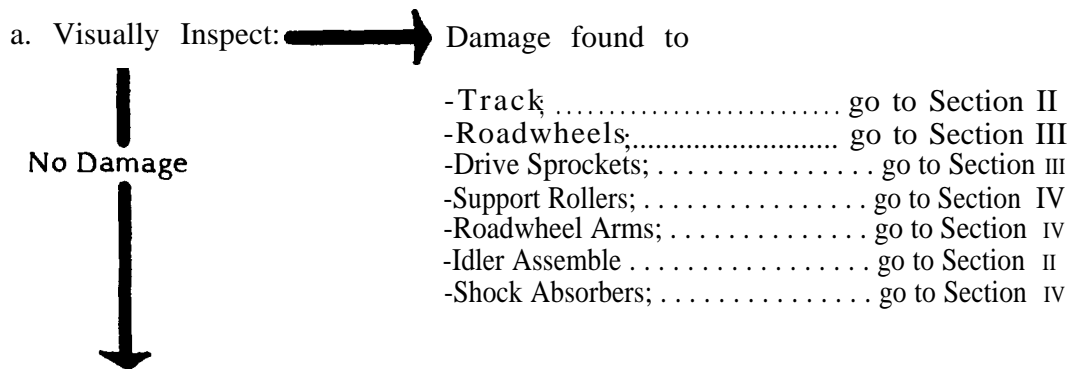 a. Visually Inspect: Damage found to
-Track; ............................ go to Section II
-Roadwheels;............................ go to Section III
No Damage
-Drive Sprockets; ................ go to Section III
-Support Rollers; ................. go to Section IV
-Roadwheel Arms; ............... go to Section IV
-Idler Assemble .................. go to Section II
-Shock Absorbers; ................ go to Section IV